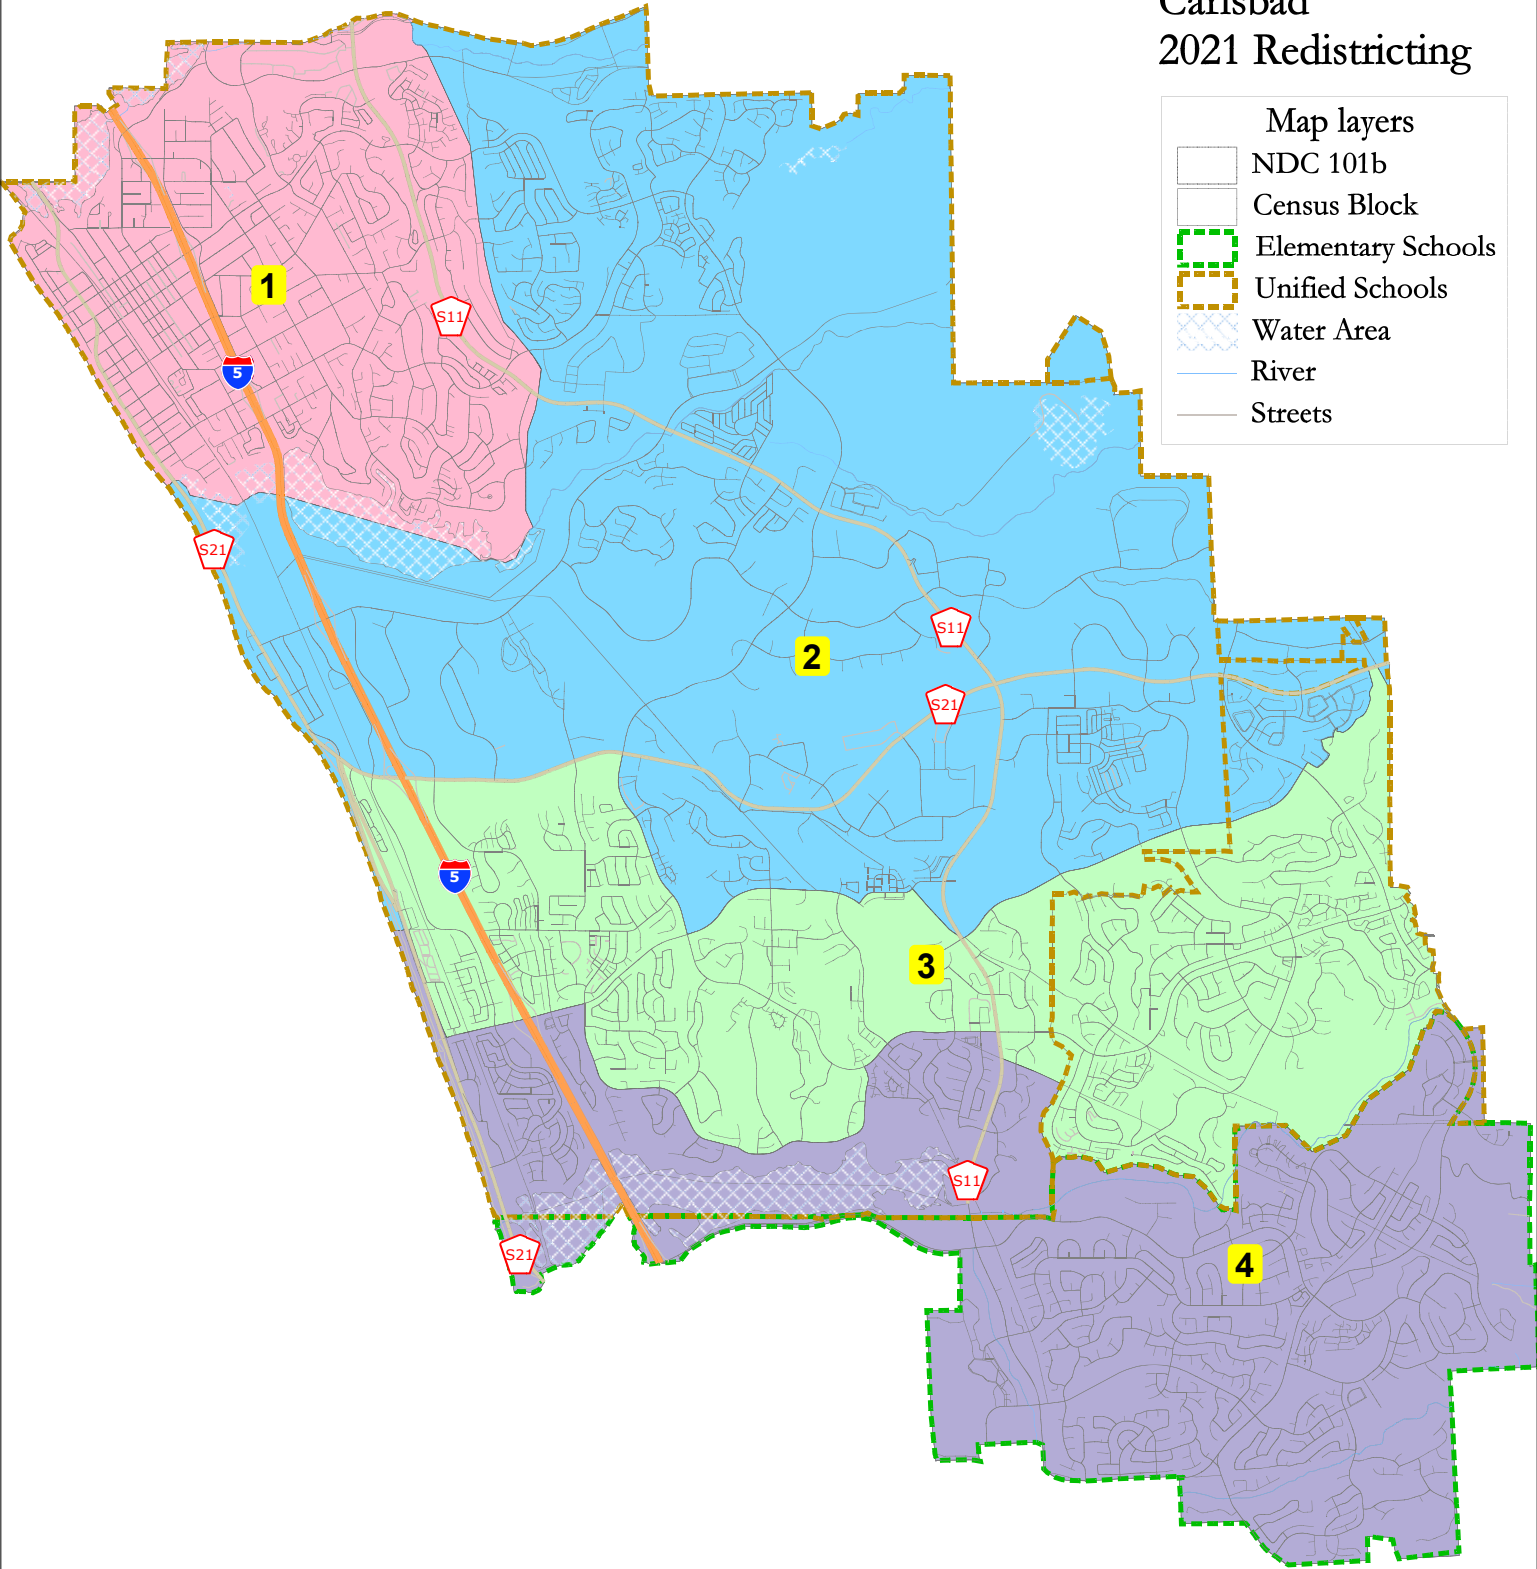 Carlsbad
2021 Redistricting
Map layers
NDC 101b
Census Block
Elementary Schools
Unified Schools
Water Area
River
Streets
1
S11
5
S21
S11
2
S21
5
3
S11
S21
4